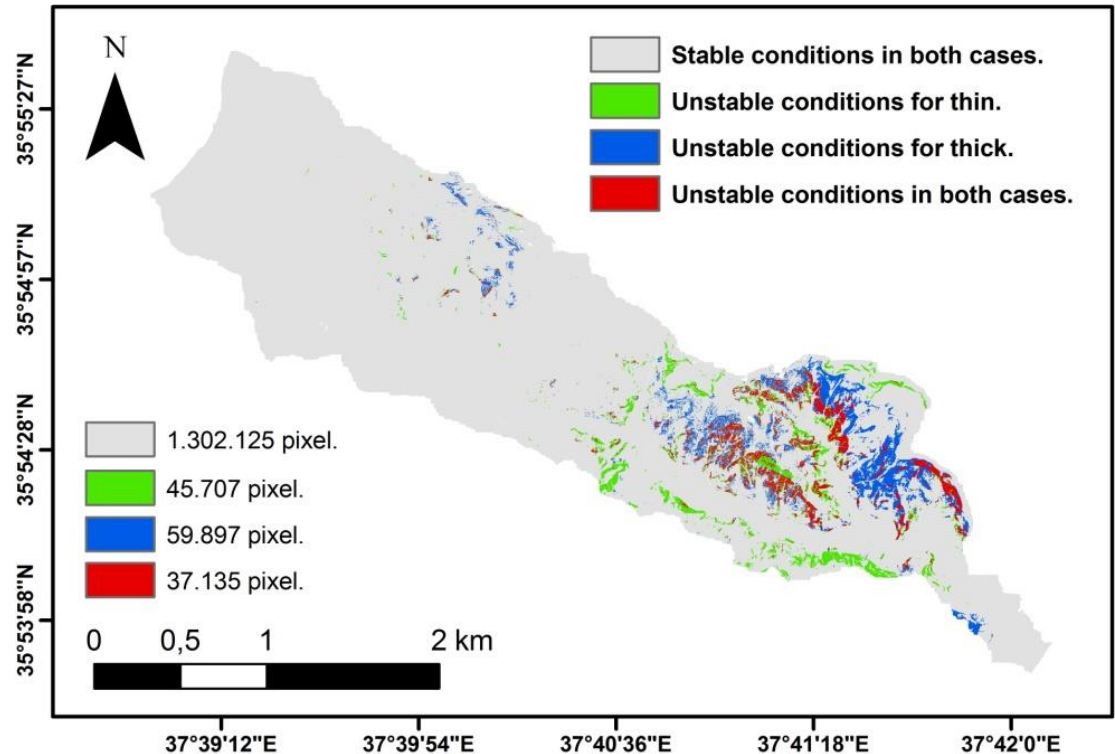 N
Stable conditions in both cases.
Unstable conditions for thin.
Unstable conditions for thick.
Unstable conditions in both cases.
35°55'27"N
35°54'57"N
35°54'28"N
35°53'58"N
1.302.125 pixel.
45.707 pixel.
59.897 pixel.
37.135 pixel.
0 0,5 1 2 km
37°39'12"E 37°39'54"E 37°40'36"E 37°41'18"E 37°42'0"E